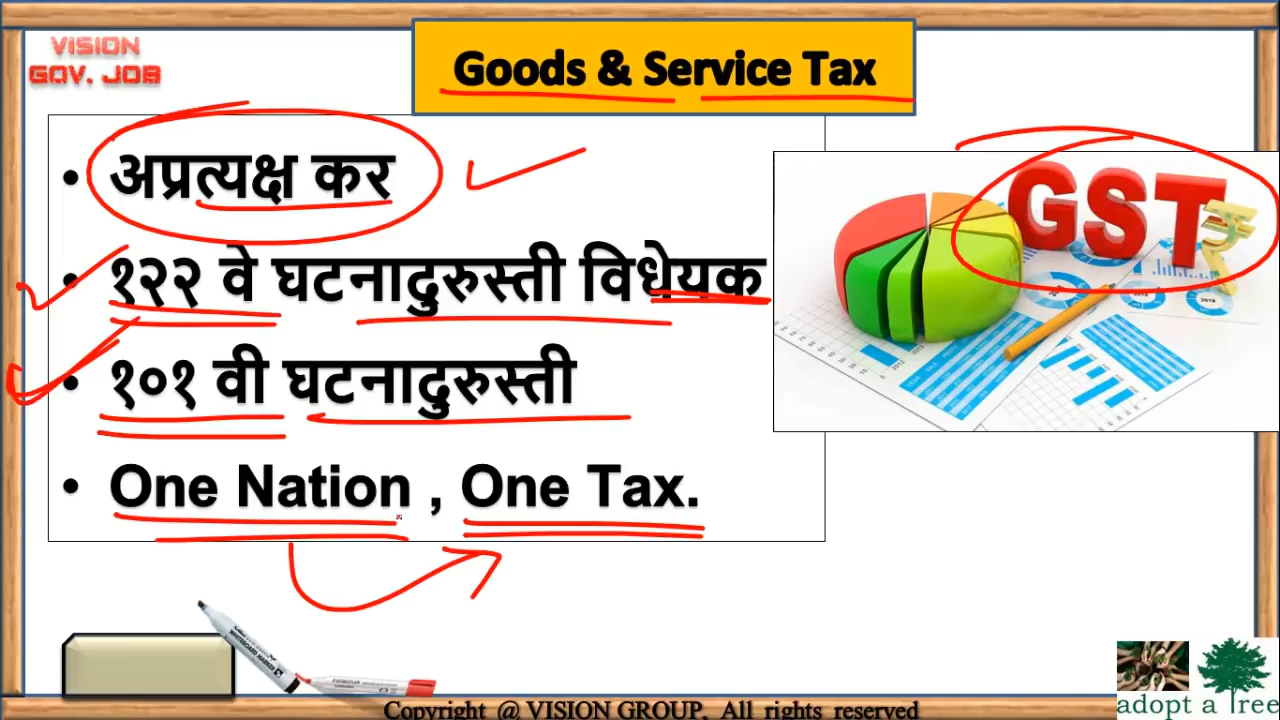 VISION
GOV. JOB
Goods & Service Tax
• अप्रत्यक्ष कर
• १२२ वे घटनादुरुस्ती विधेयक
• १०१ वी घटनादुरुस्ती
• One Nation , One Tax.
GST
Copyright @ VISION GROUP. All rights reserved
adopt a Tree